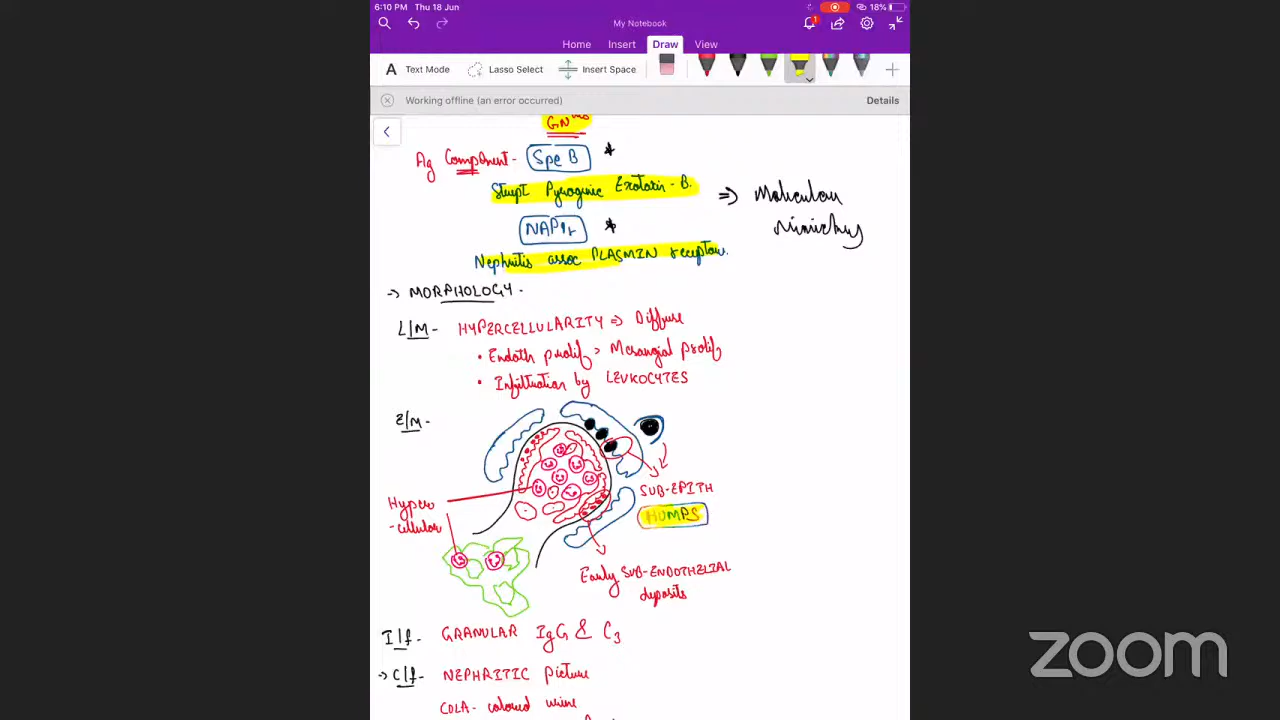 6:10 PM Thu 18 Jun
18%
My Notebook
Home Insert Draw View
Text Mode Lasso Select Insert Space
Working offline (an error occurred) Details
Ag Component - Spe B *
Strept Pyrogenic Exotoxin - B.
⇒ Molecular
mimicry
NAPlr *
Nephritis assoc PLASMIN receptor.
→ MORPHOLOGY -
L/M - HYPERCELLULARITY ⇒ Diffuse
• Endoth prolif > Mesangial prolif
• Infiltration by LEUKOCYTES
E/M -
SUB-EPITH
HUMPS
Hyper
-cellular
Early SUB-ENDOTHELIAL
deposits
I/f - GRANULAR IgG & C3
→ C/f - NEPHRITIC picture
COLA - coloured urine
zoom